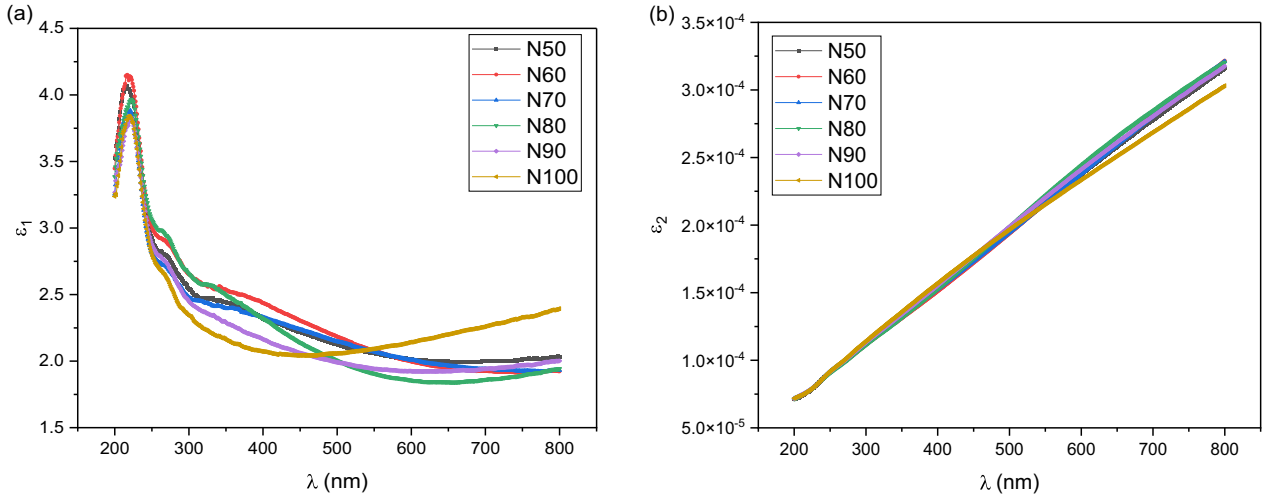 (a)
4.5
4.0
3.5
3.0
2.5
2.0
1.5
ε₁
200 300 400 500 600 700 800
λ (nm)
N50
N60
N70
N80
N90
N100
(b)
3.5×10⁻⁴
3.0×10⁻⁴
2.5×10⁻⁴
2.0×10⁻⁴
1.5×10⁻⁴
1.0×10⁻⁴
5.0×10⁻⁵
ε₂
200 300 400 500 600 700 800
λ (nm)
N50
N60
N70
N80
N90
N100